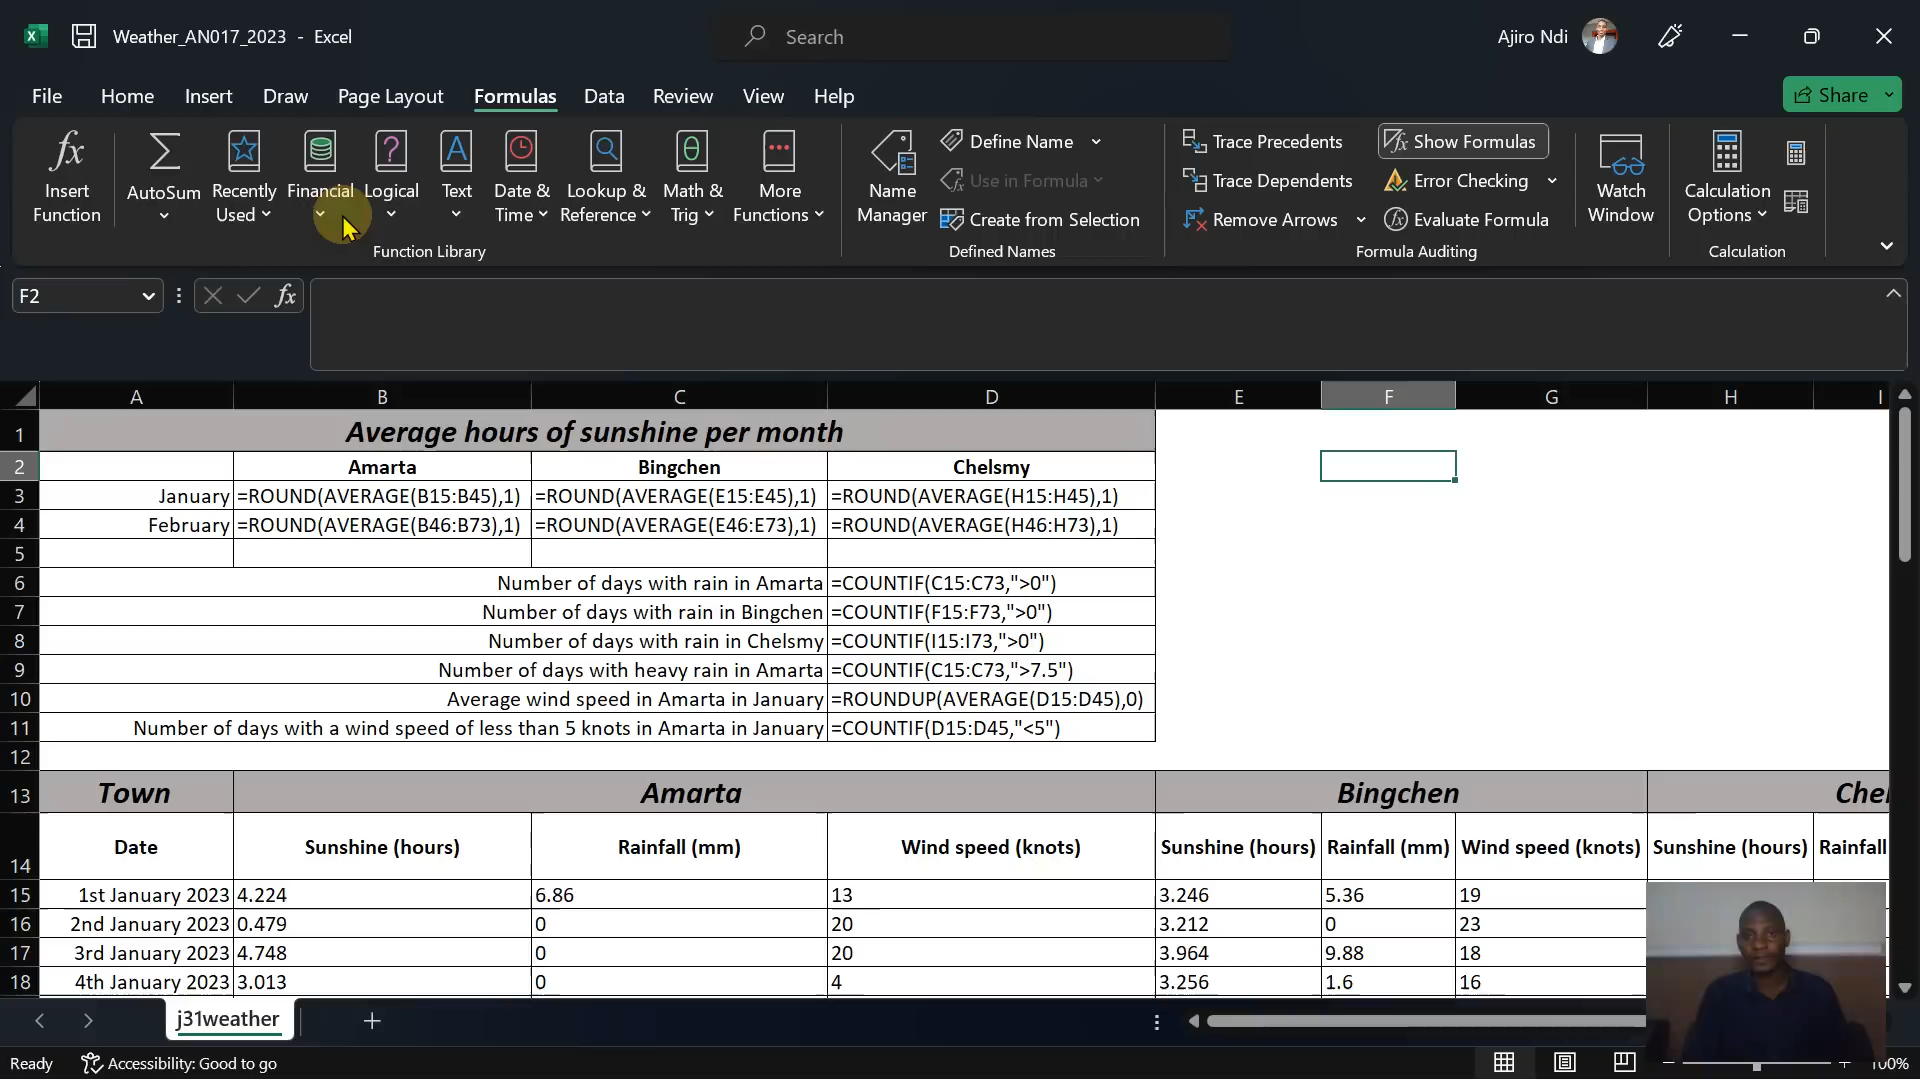 Weather_AN017_2023 - Excel
Search
Ajiro Ndi
File Home Insert Draw Page Layout Formulas Data Review View Help
Share
fx
Insert Function
AutoSum
Recently Used
Financial
Logical
Text
Date & Time
Lookup & Reference
Math & Trig
More Functions
Function Library
Name Manager
Define Name
Use in Formula
Create from Selection
Defined Names
Trace Precedents
Trace Dependents
Remove Arrows
Show Formulas
Error Checking
Evaluate Formula
Formula Auditing
Watch Window
Calculation Options
Calculation
F2
fx
A B C D E F G H I
1 Average hours of sunshine per month
2 Amarta Bingchen Chelsmy
3 January =ROUND(AVERAGE(B15:B45),1) =ROUND(AVERAGE(E15:E45),1) =ROUND(AVERAGE(H15:H45),1)
4 February =ROUND(AVERAGE(B46:B73),1) =ROUND(AVERAGE(E46:E73),1) =ROUND(AVERAGE(H46:H73),1)
5
6 Number of days with rain in Amarta =COUNTIF(C15:C73,">0")
7 Number of days with rain in Bingchen =COUNTIF(F15:F73,">0")
8 Number of days with rain in Chelsmy =COUNTIF(I15:I73,">0")
9 Number of days with heavy rain in Amarta =COUNTIF(C15:C73,">7.5")
10 Average wind speed in Amarta in January =ROUNDUP(AVERAGE(D15:D45),0)
11 Number of days with a wind speed of less than 5 knots in Amarta in January =COUNTIF(D15:D45,"<5")
12
13 Town Amarta Bingchen Chel
14 Date Sunshine (hours) Rainfall (mm) Wind speed (knots) Sunshine (hours) Rainfall (mm) Wind speed (knots) Sunshine (hours) Rainfall
15 1st January 2023 4.224 6.86 13 3.246 5.36 19
16 2nd January 2023 0.479 0 20 3.212 0 23
17 3rd January 2023 4.748 0 20 3.964 9.88 18
18 4th January 2023 3.013 0 4 3.256 1.6 16
j31weather
Ready Accessibility: Good to go 100%